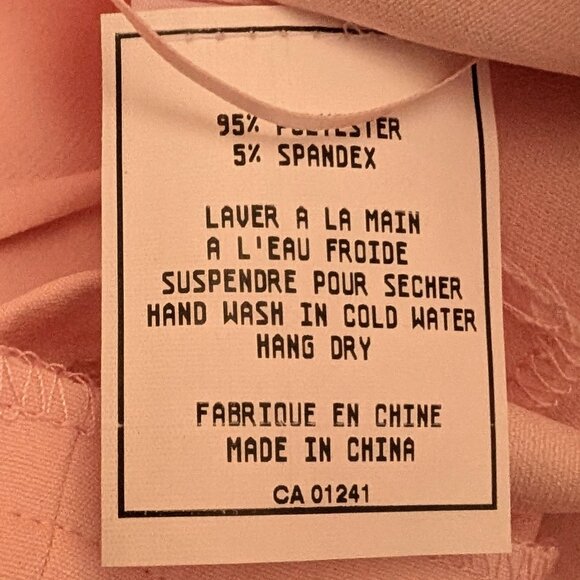 95% POLYESTER
5% SPANDEX
LAVER A LA MAIN
A L'EAU FROIDE
SUSPENDRE POUR SECHER
HAND WASH IN COLD WATER
HANG DRY
FABRIQUE EN CHINE
MADE IN CHINA
CA 01241